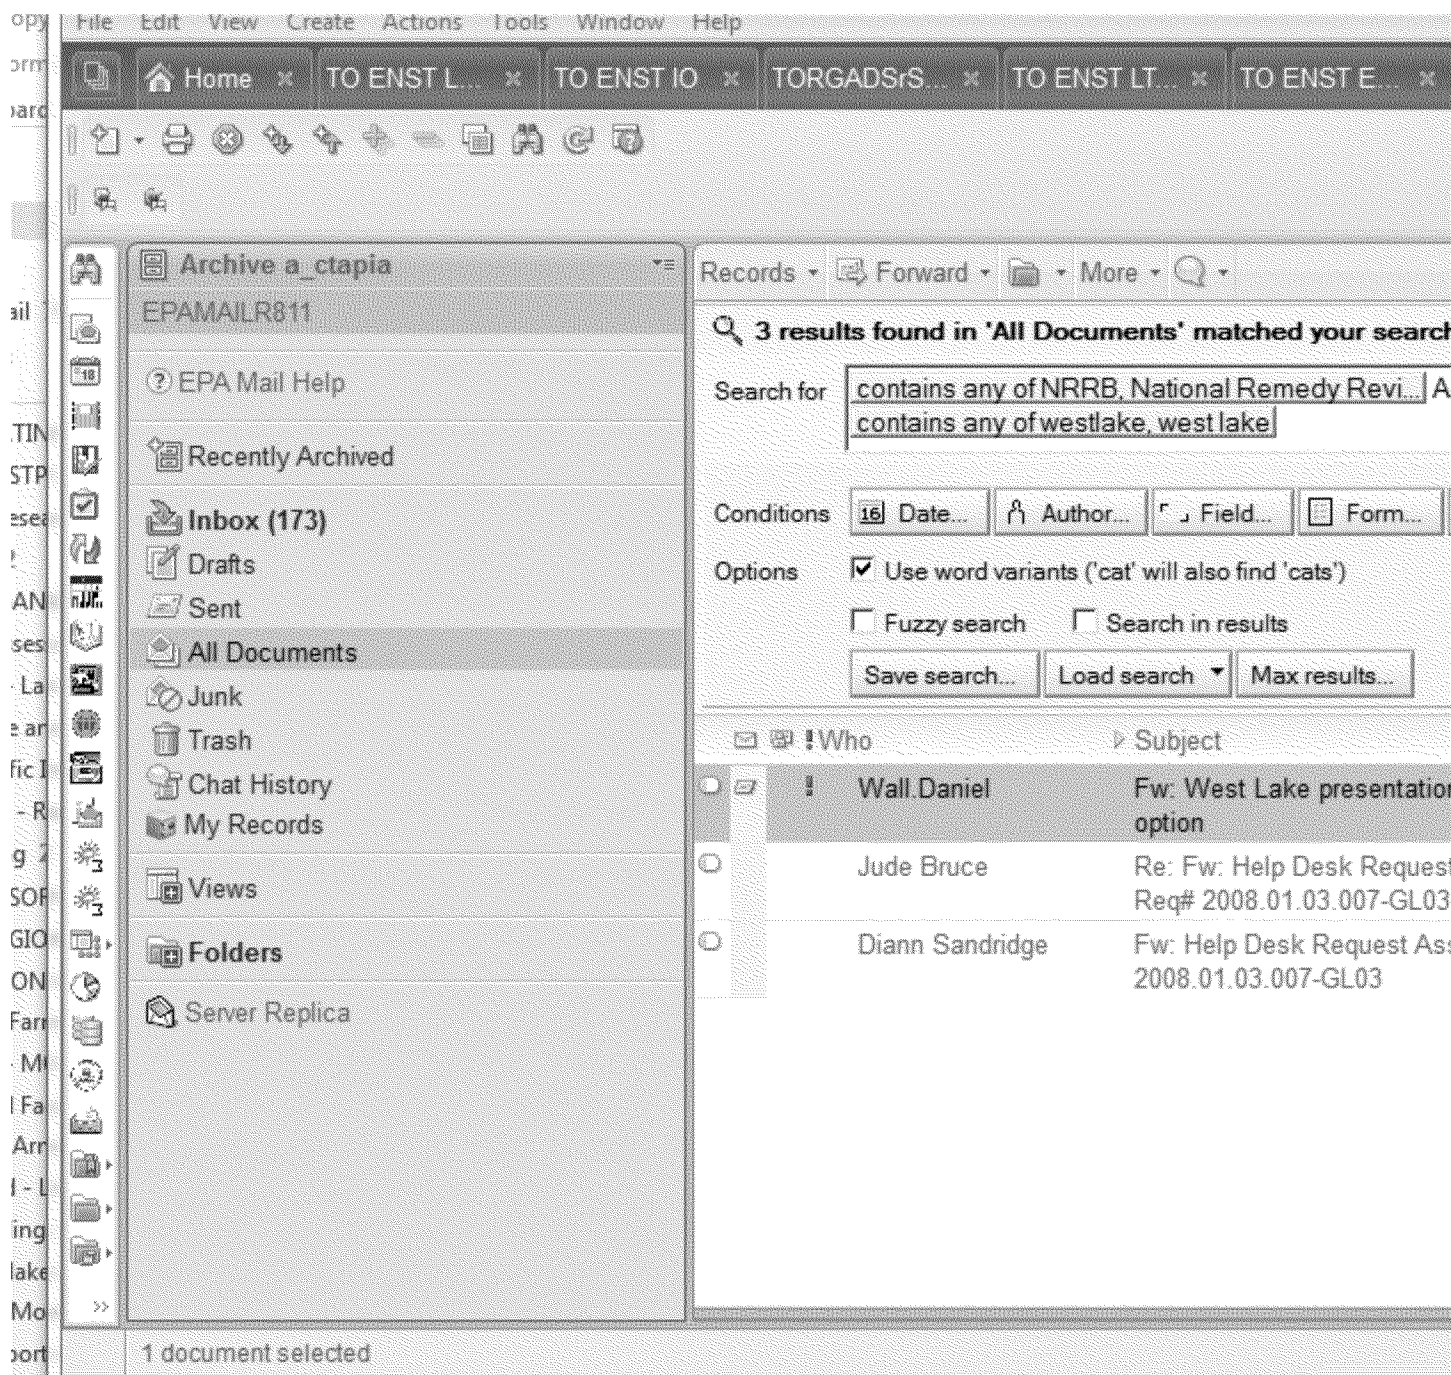 File Edit View Create Actions Tools Window Help
Home × TO ENST L... × TO ENST IO × TORGADSrS... × TO ENST LT... × TO ENST E... ×
Archive a_ctapia
EPAMAILR811
EPA Mail Help
Recently Archived
Inbox (173)
Drafts
Sent
All Documents
Junk
Trash
Chat History
My Records
Views
Folders
Server Replica
Records Forward More
3 results found in 'All Documents' matched your search
Search for contains any of NRRB, National Remedy Revi... A
contains any of westlake, west lake
Conditions 16 Date... Author... Field... Form...
Options Use word variants ('cat' will also find 'cats')
Fuzzy search Search in results
Save search... Load search Max results...
! Who Subject
! Wall.Daniel Fw: West Lake presentation
option
Jude Bruce Re: Fw: Help Desk Request
Req# 2008.01.03.007-GL03
Diann Sandridge Fw: Help Desk Request Ass
2008.01.03.007-GL03
1 document selected